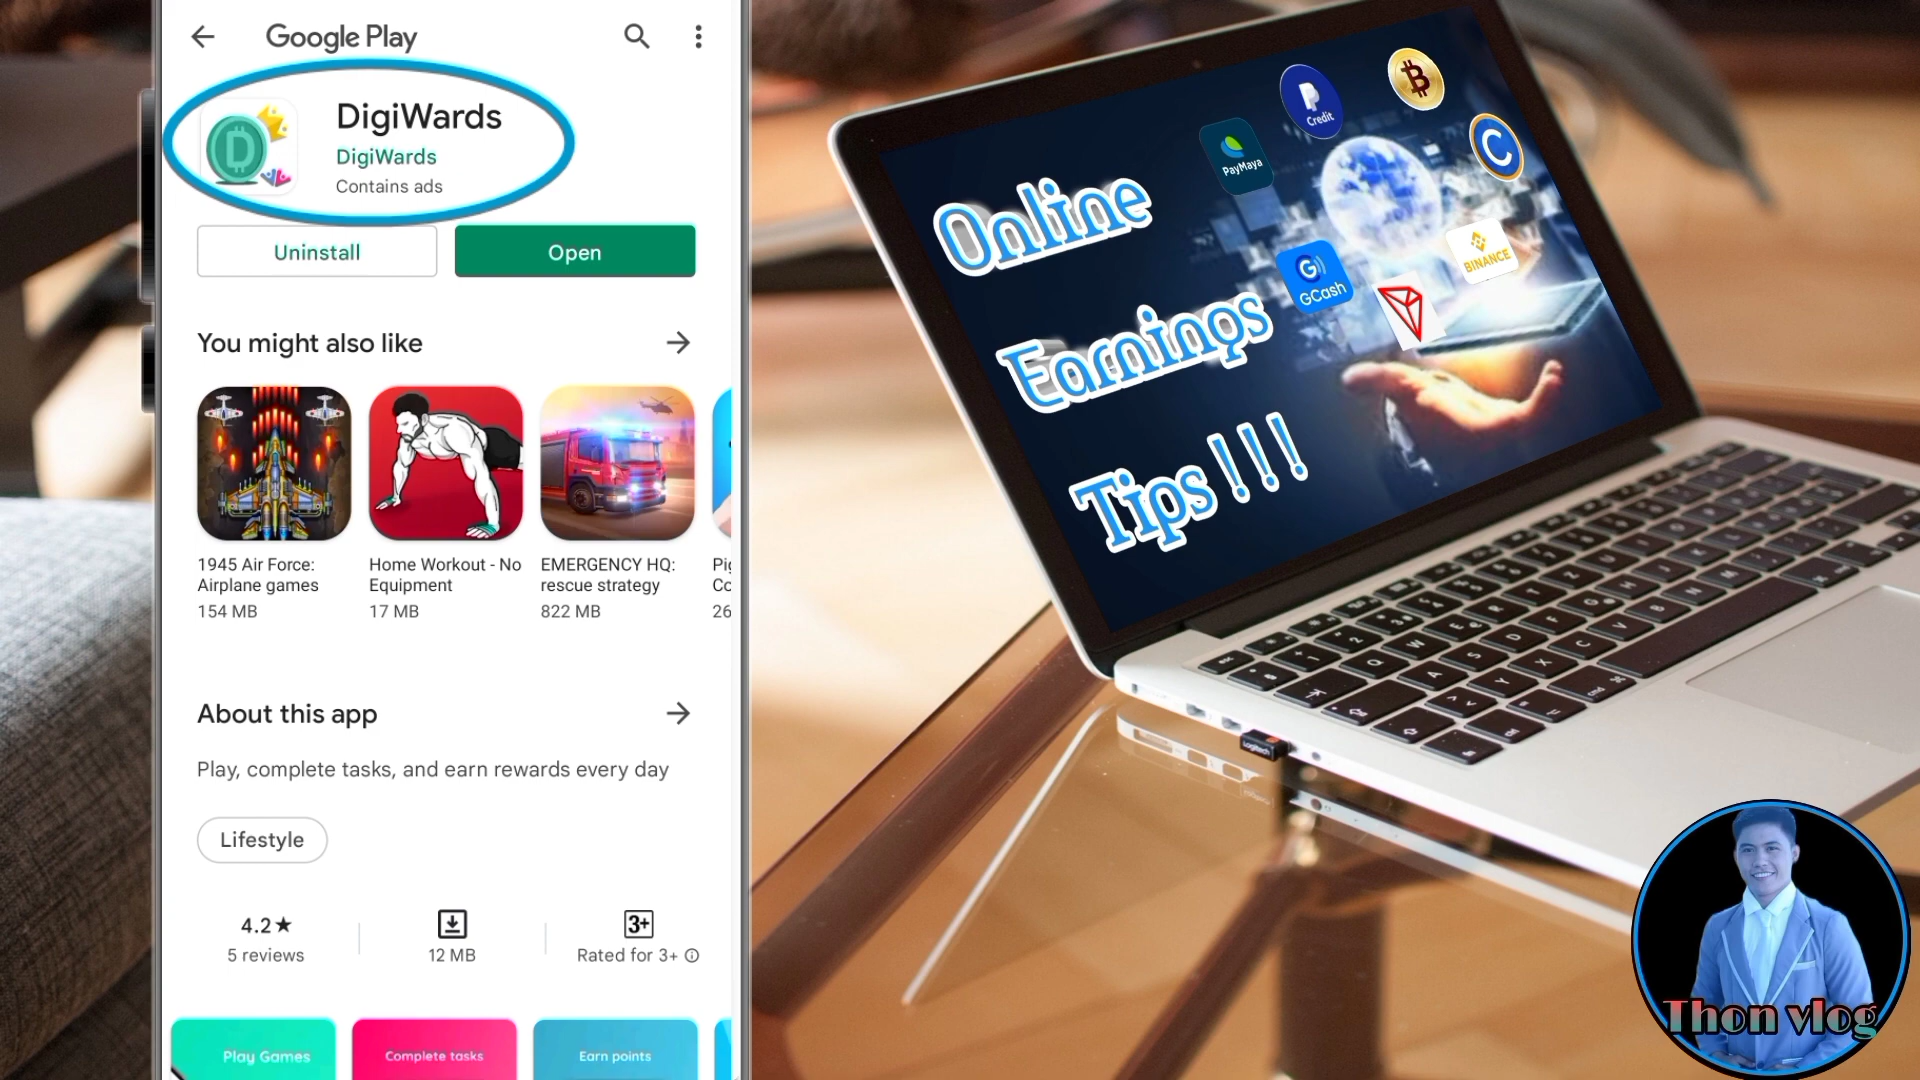 Google Play
DigiWards
DigiWards
Contains ads
Uninstall
Open
You might also like
1945 Air Force:
Airplane games
154 MB
Home Workout - No
Equipment
17 MB
EMERGENCY HQ:
rescue strategy
822 MB
26
About this app
Play, complete tasks, and earn rewards every day
Lifestyle
4.2★
5 reviews
12 MB
3+
Rated for 3+
Play Games
Complete tasks
Earn points
Online
Earnings
Tips!!!
PayMaya
Credit
GCash
BINANCE
Logitech
Thon vlog